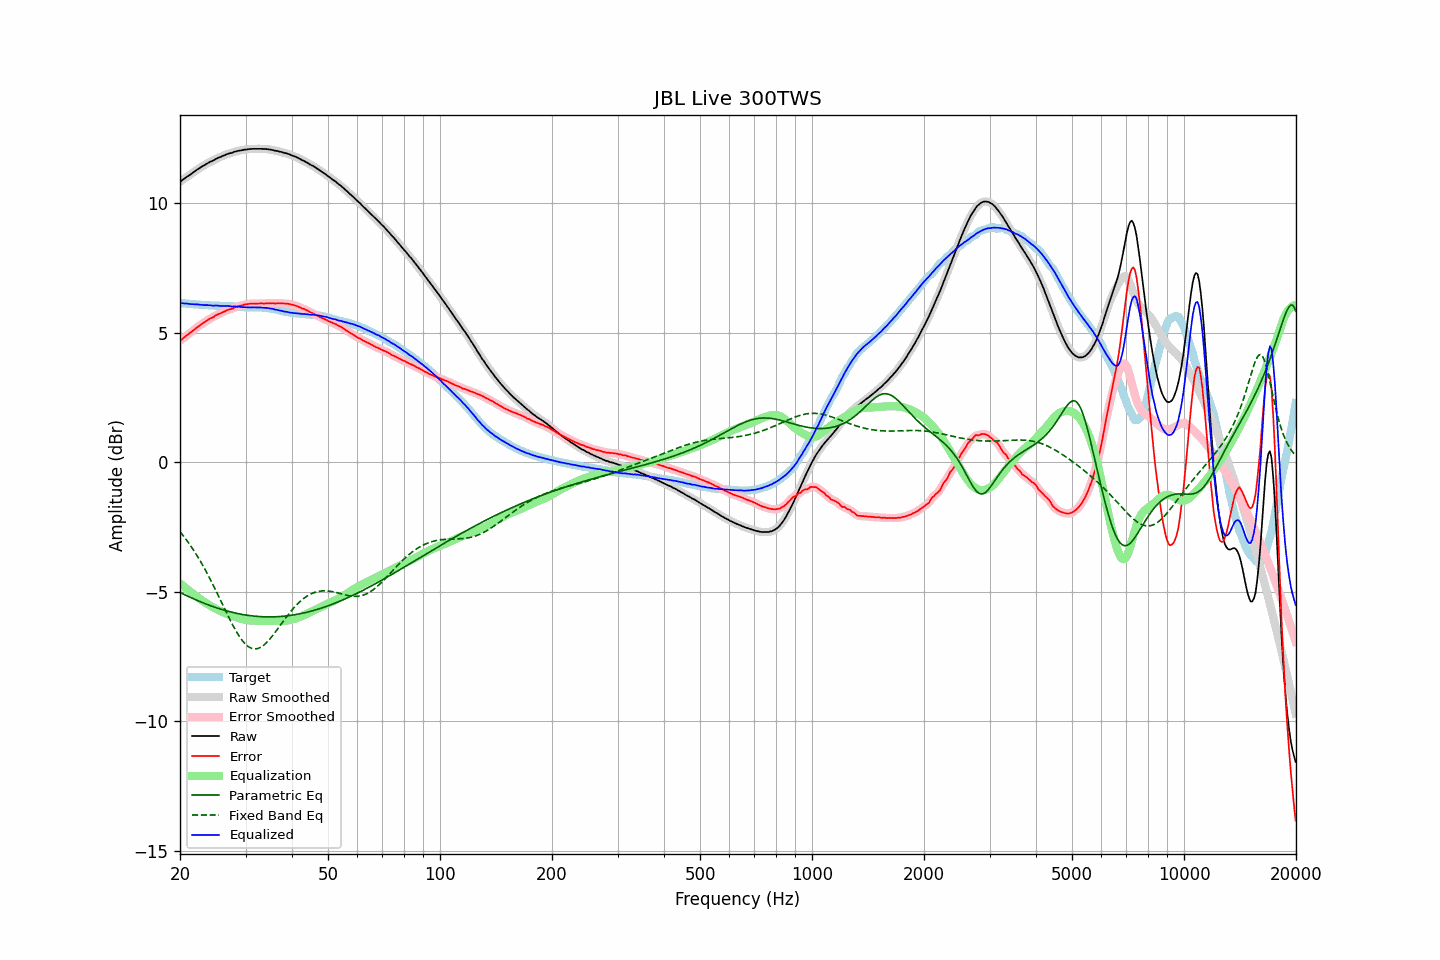 JBL Live 300TWS
Amplitude (dBr)
10
5
0
−5
−10
−15
Target
Raw Smoothed
Error Smoothed
Raw
Error
Equalization
Parametric Eq
Fixed Band Eq
Equalized
20 50 100 200 500 1000 2000 5000 10000 20000
Frequency (Hz)